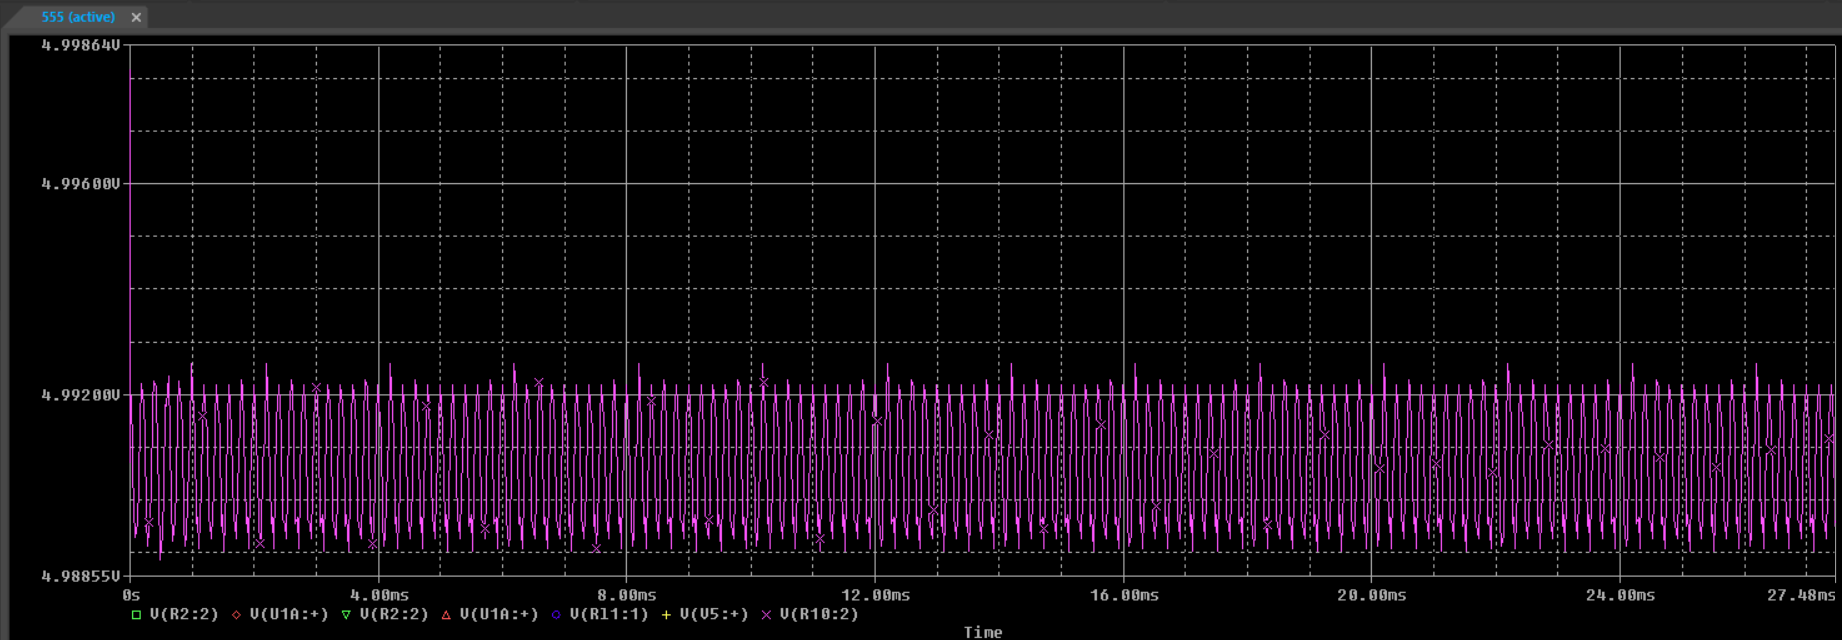 555 (active) ×
4.99864V
4.99600V
4.99200V
4.98855V
0s 4.00ms 8.00ms 12.00ms 16.00ms 20.00ms 24.00ms 27.48ms
V(R2:2) V(U1A:+) V(R2:2) V(U1A:+) V(Rl1:1) V(V5:+) V(R10:2)
Time